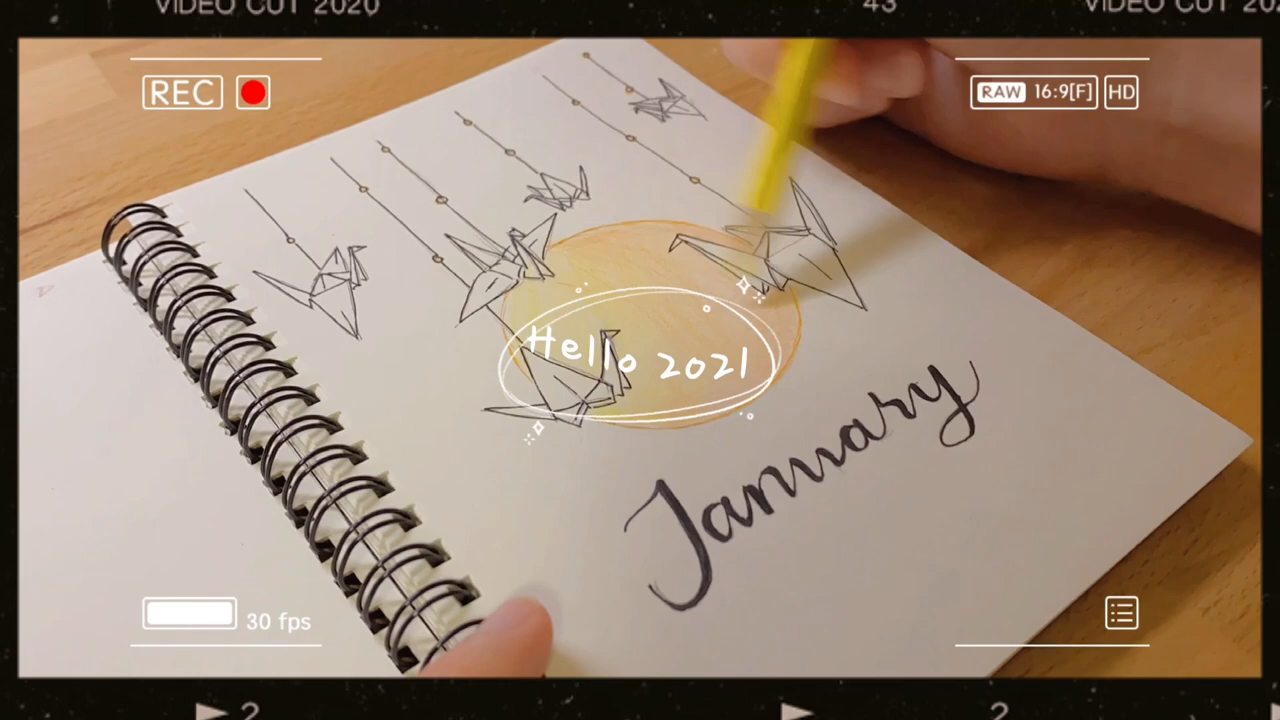 VIDEO CUT 2020
43
VIDEO CUT 202
REC
RAW 16:9[F] HD
Hello 2021
January
30 fps
2
2